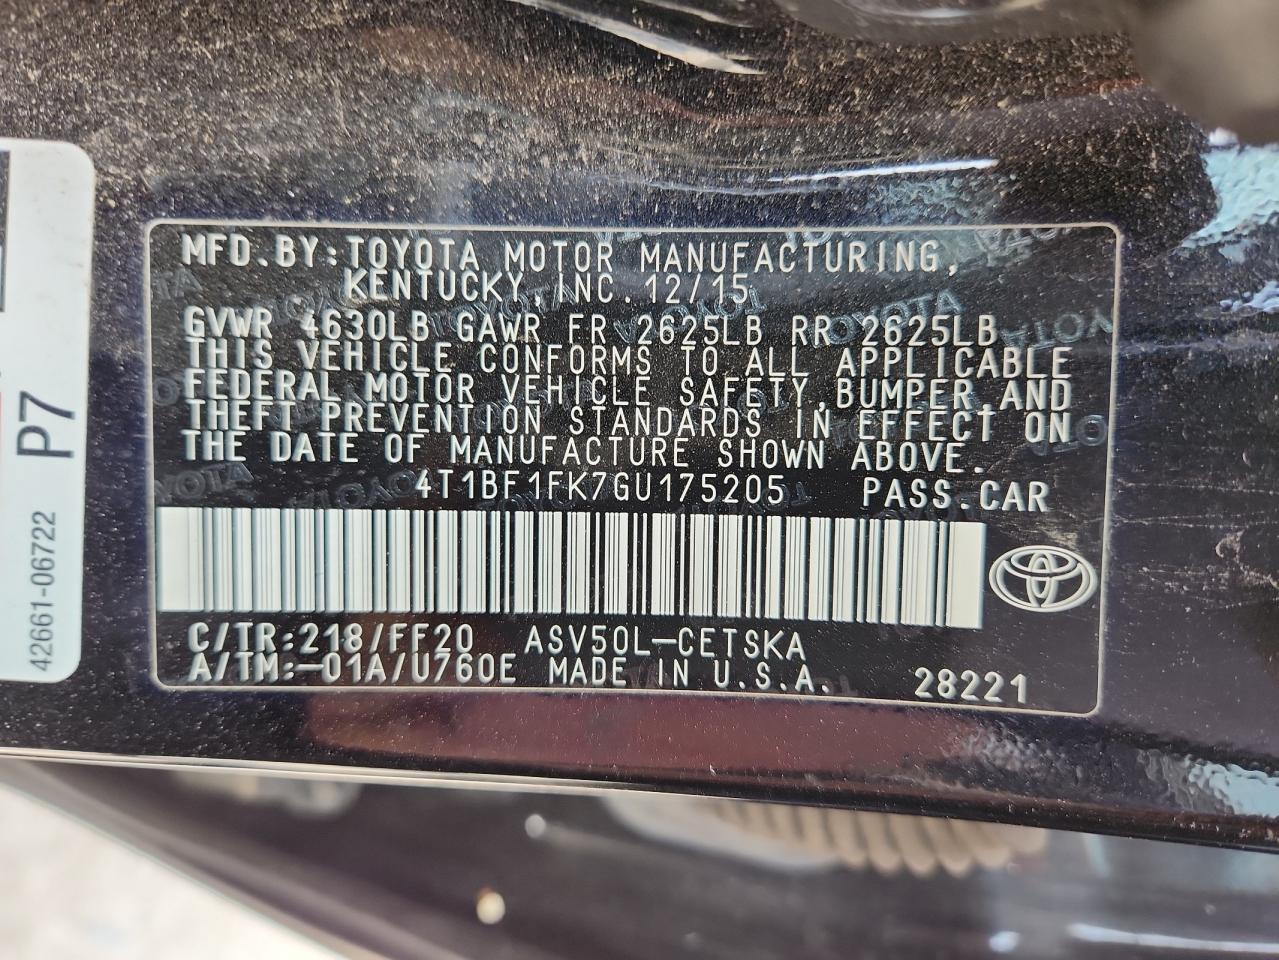 MFD.BY:TOYOTA MOTOR MANUFACTURING,
KENTUCKY, INC. 12/15
GVWR 4630LB GAWR FR 2625LB RR 2625LB
THIS VEHICLE CONFORMS TO ALL APPLICABLE
FEDERAL MOTOR VEHICLE SAFETY,BUMPER,AND
THEFT PREVENTION STANDARDS IN EFFECT ON
THE DATE OF MANUFACTURE SHOWN ABOVE.
4T1BF1FK7GU175205 PASS.CAR
C/TR:218/FF20 ASV50L-CETSKA
A/TM:-01A/U760E MADE IN U.S.A.
28221
P7
42661-06722